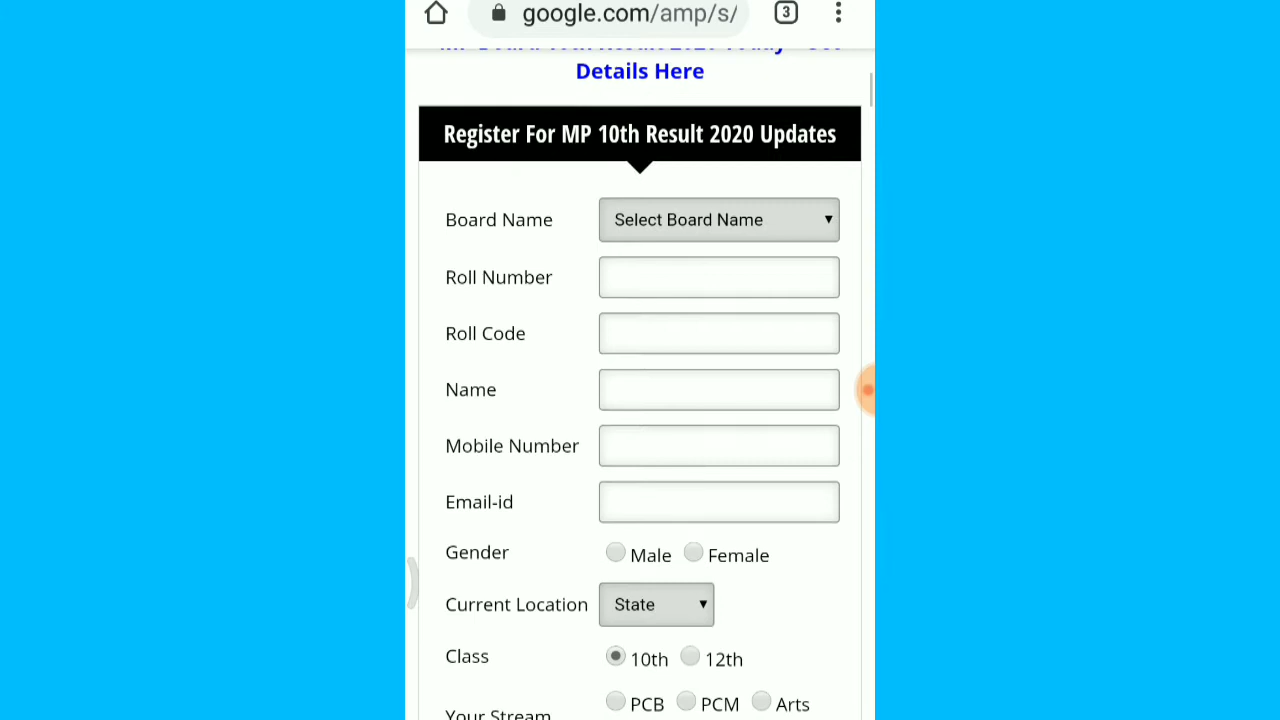 google.com/amp/s/ 3
Details Here
Register For MP 10th Result 2020 Updates
Board Name Select Board Name
Roll Number
Roll Code
Name
Mobile Number
Email-id
Gender Male Female
Current Location State
Class 10th 12th
Your Stream PCB PCM Arts